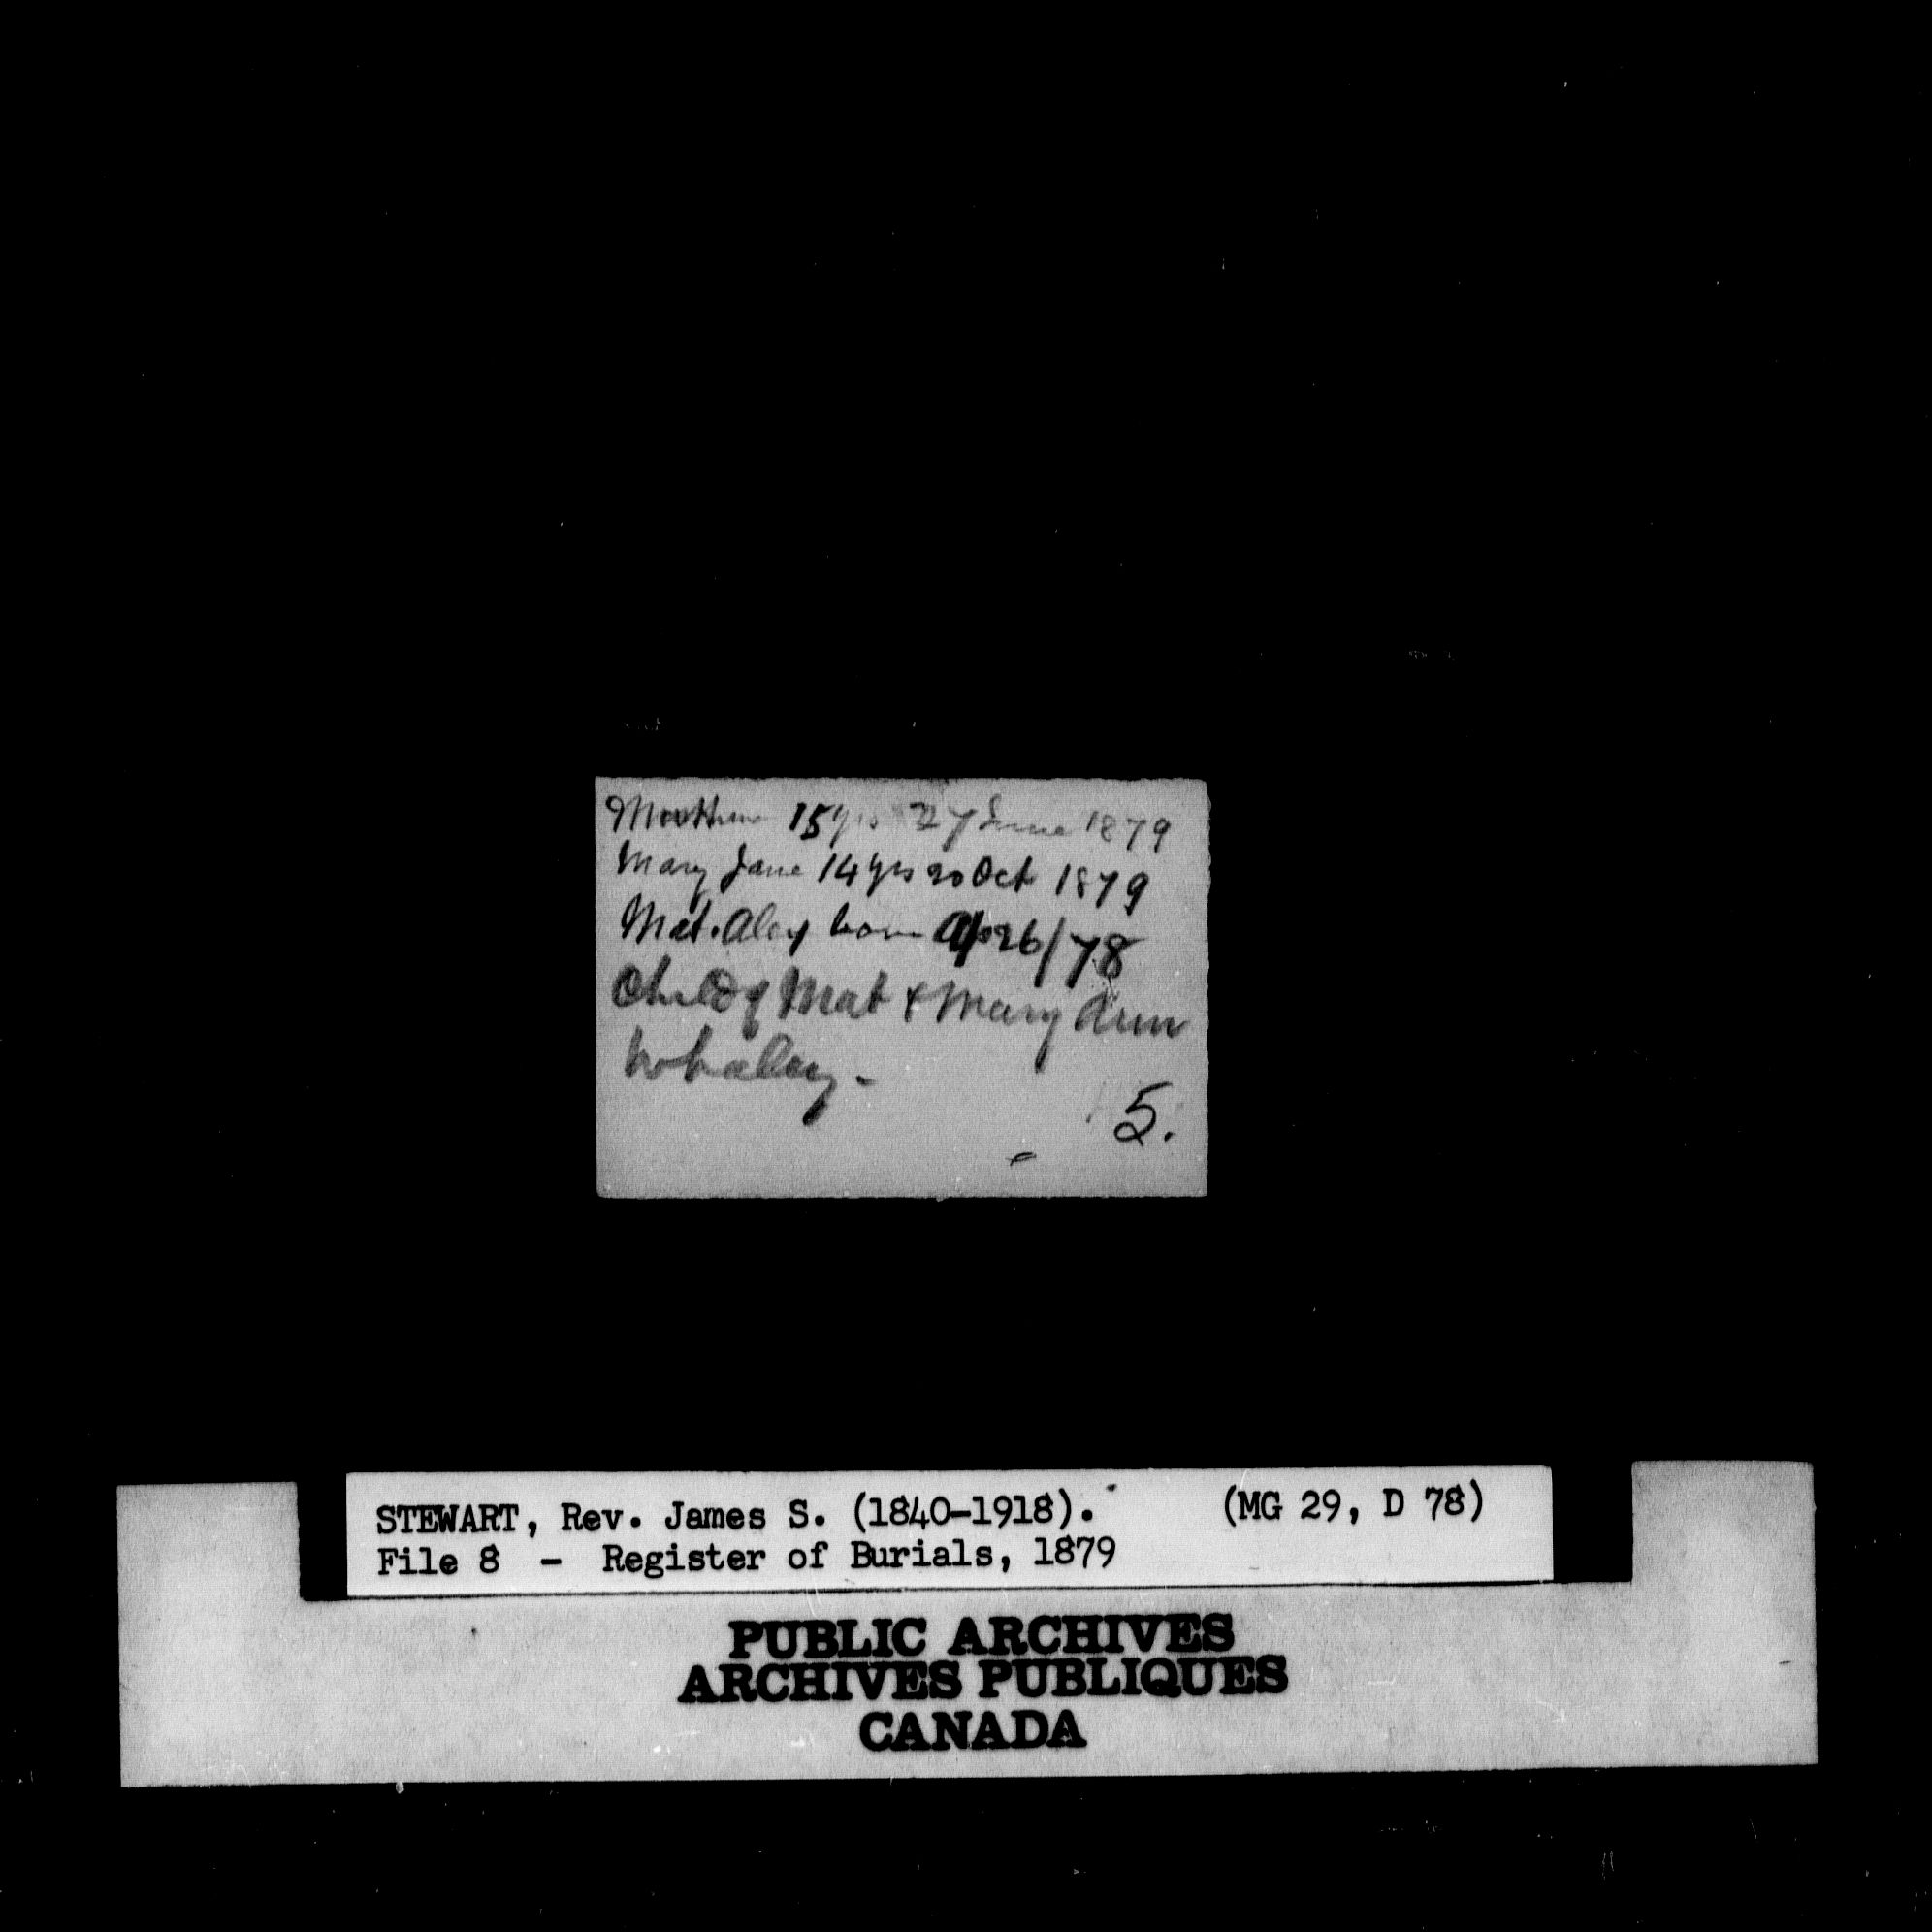 15 yrs 27 June 1879
Mary Jane 14 yrs 20 Oct 1879
Mat. Alex born Ap 26/78
Child of Mat & Mary Ann
Whaley.
5.
STEWART, Rev. James S. (1840-1918). (MG 29, D 78)
File 8 - Register of Burials, 1879
PUBLIC ARCHIVES
ARCHIVES PUBLIQUES
CANADA